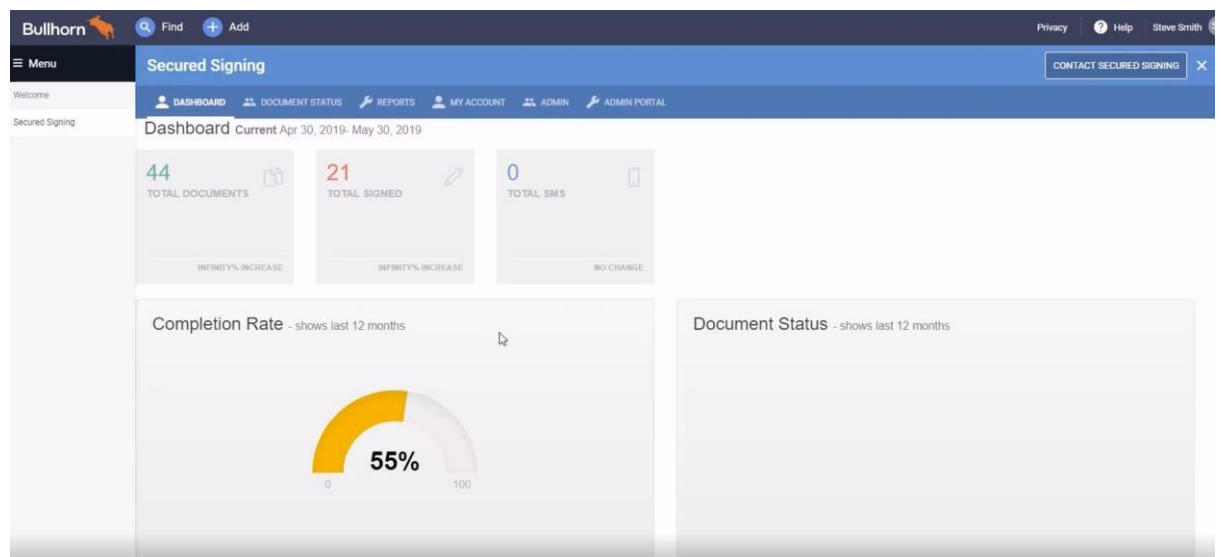 Bullhorn Find Add Privacy ? Help Steve Smith
Menu Secured Signing CONTACT SECURED SIGNING
Welcome DASHBOARD DOCUMENT STATUS REPORTS MY ACCOUNT ADMIN ADMIN PORTAL
Secured Signing
Dashboard Current Apr 30, 2019- May 30, 2019
44 21 0
TOTAL DOCUMENTS TOTAL SIGNED TOTAL SMS
INFINITY% INCREASE INFINITY% INCREASE NO CHANGE
Completion Rate - shows last 12 months Document Status - shows last 12 months
55%
0 100